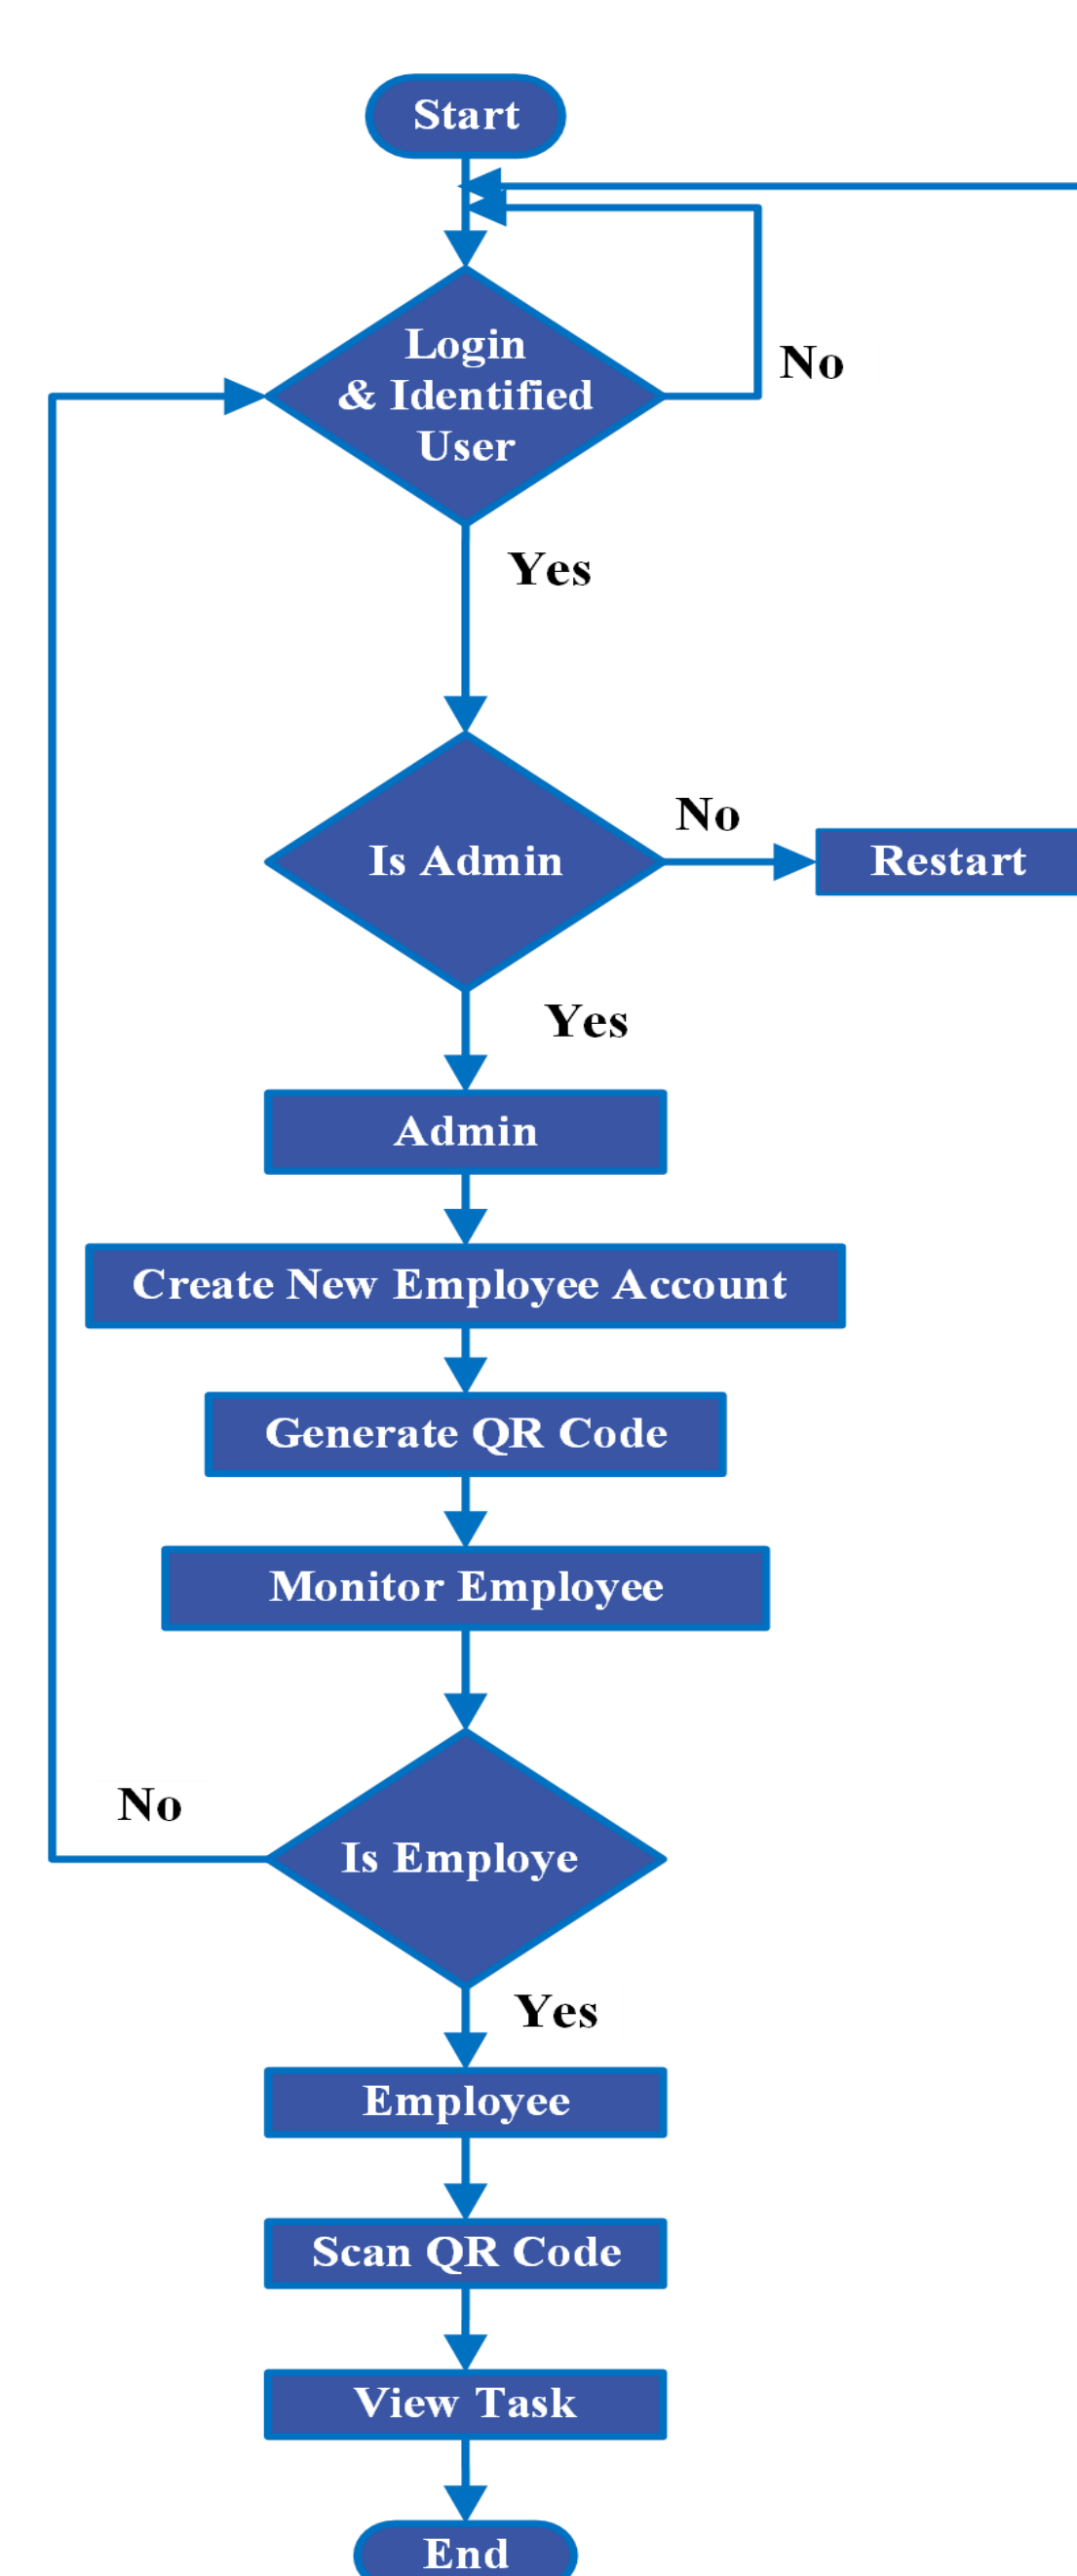 Start
Login
& Identified
User
No
Yes
Is Admin
No
Restart
Yes
Admin
Create New Employee Account
Generate QR Code
Monitor Employee
No
Is Employe
Yes
Employee
Scan QR Code
View Task
End